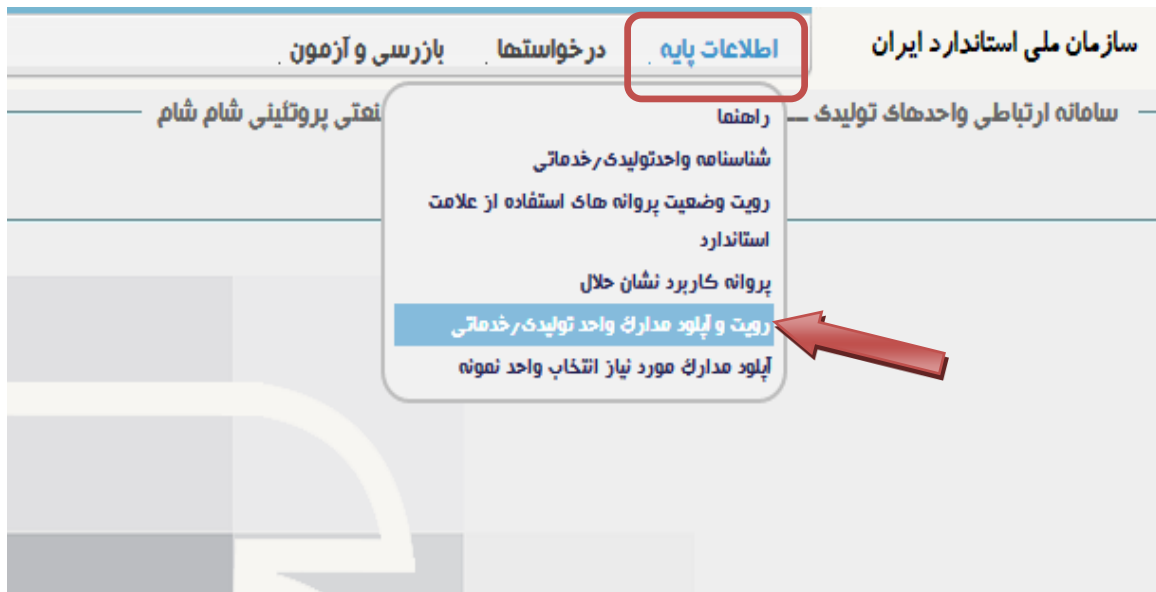 سازمان ملی استاندارد ایران
اطلاعات پایه
درخواستها
بازرسی و آزمون
سامانه ارتباطی واحدهای تولیدی
پروتئینی شام شام
راهنما
شناسنامه واحدتولیدی/خدماتی
رویت وضعیت پروانه های استفاده از علامت
استاندارد
پروانه کاربرد نشان حلال
رویت و آپلود مدارک واحد تولیدی/خدماتی
آپلود مدارک مورد نیاز انتخاب واحد نمونه